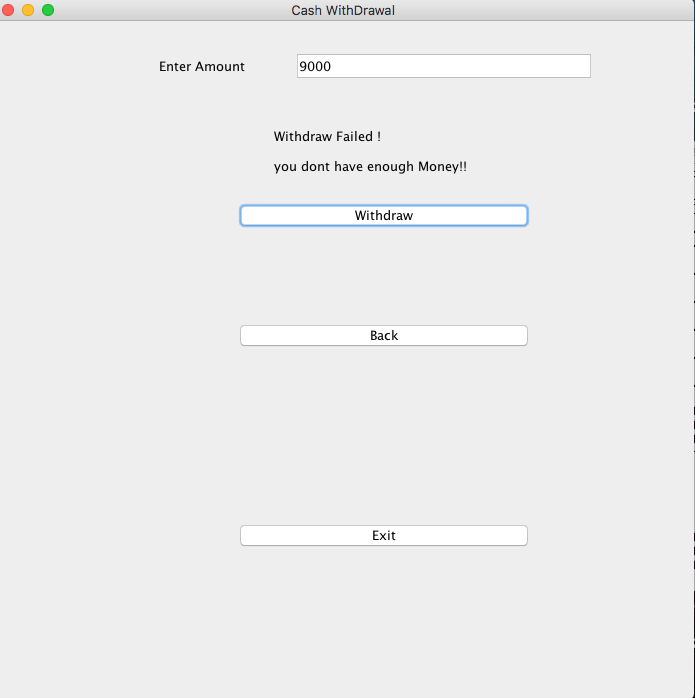 Cash WithDrawal
Enter Amount 9000
Withdraw Failed !
you dont have enough Money!!
Withdraw
Back
Exit